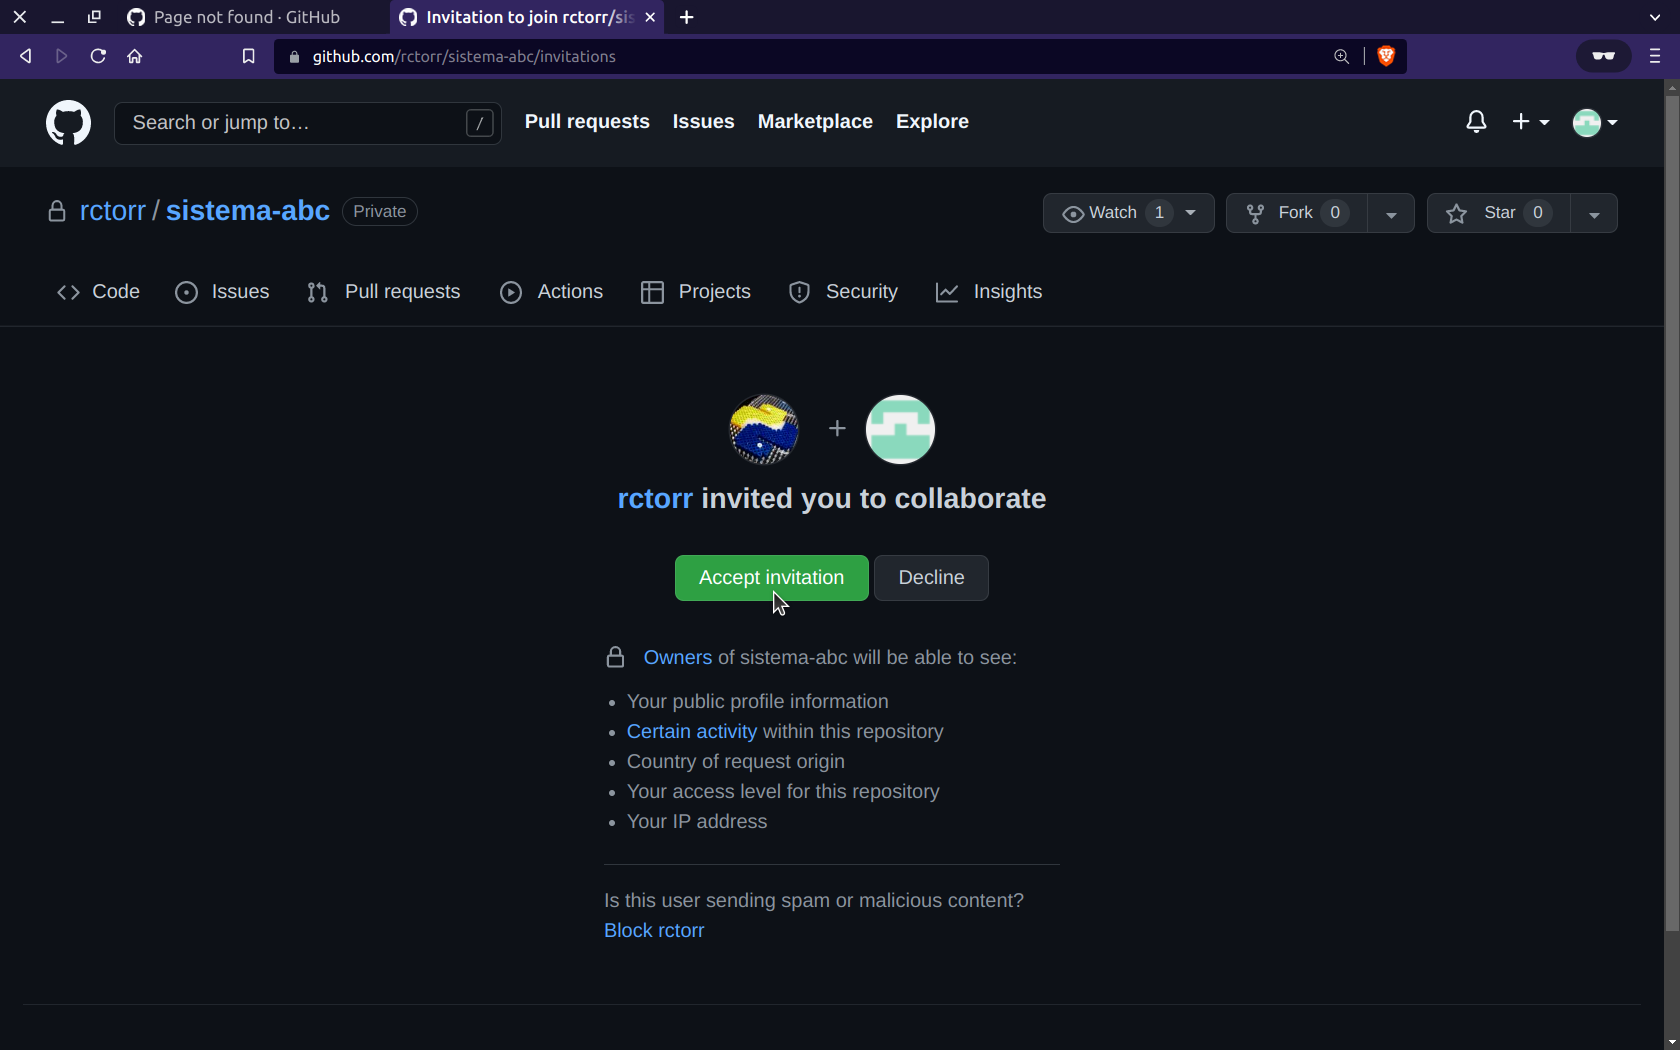 Page not found · GitHub
Invitation to join rctorr/sis
github.com/rctorr/sistema-abc/invitations
Search or jump to… /
Pull requests Issues Marketplace Explore
rctorr / sistema-abc Private
Watch 1 Fork 0 Star 0
Code Issues Pull requests Actions Projects Security Insights
rctorr invited you to collaborate
Accept invitation Decline
Owners of sistema-abc will be able to see:
Your public profile information
Certain activity within this repository
Country of request origin
Your access level for this repository
Your IP address
Is this user sending spam or malicious content?
Block rctorr